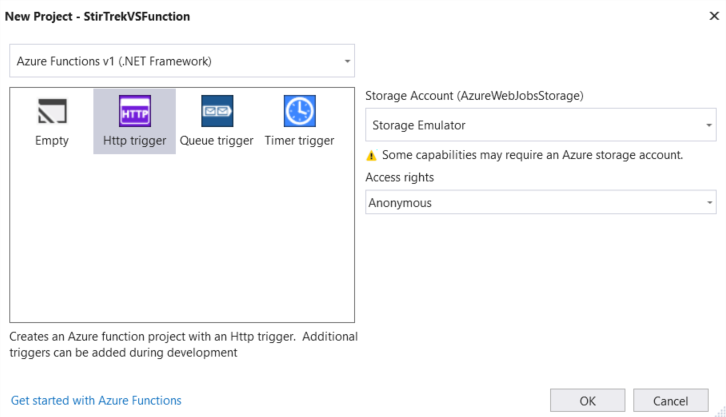 New Project - StirTrekVSFunction
Azure Functions v1 (.NET Framework)
HTTP
Empty
Http trigger
Queue trigger
Timer trigger
Creates an Azure function project with an Http trigger. Additional
triggers can be added during development
Storage Account (AzureWebJobsStorage)
Storage Emulator
Some capabilities may require an Azure storage account.
Access rights
Anonymous
Get started with Azure Functions
OK
Cancel